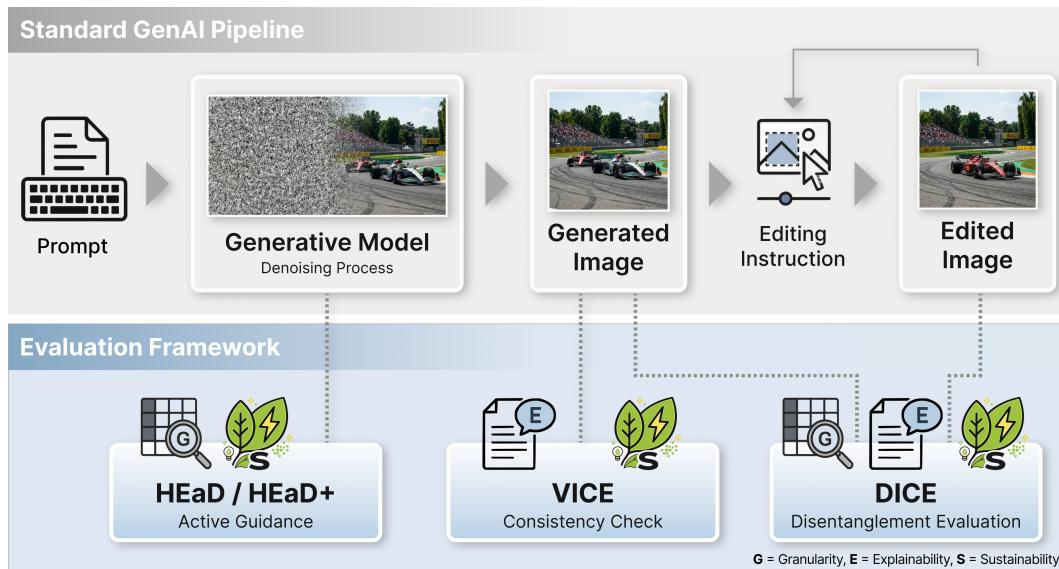 Standard GenAI Pipeline
Prompt
Generative Model
Denoising Process
Generated
Image
Editing
Instruction
Edited
Image
Evaluation Framework
G
S
HEaD / HEaD+
Active Guidance
E
S
VICE
Consistency Check
G
E
S
DICE
Disentanglement Evaluation
G = Granularity, E = Explainability, S = Sustainability